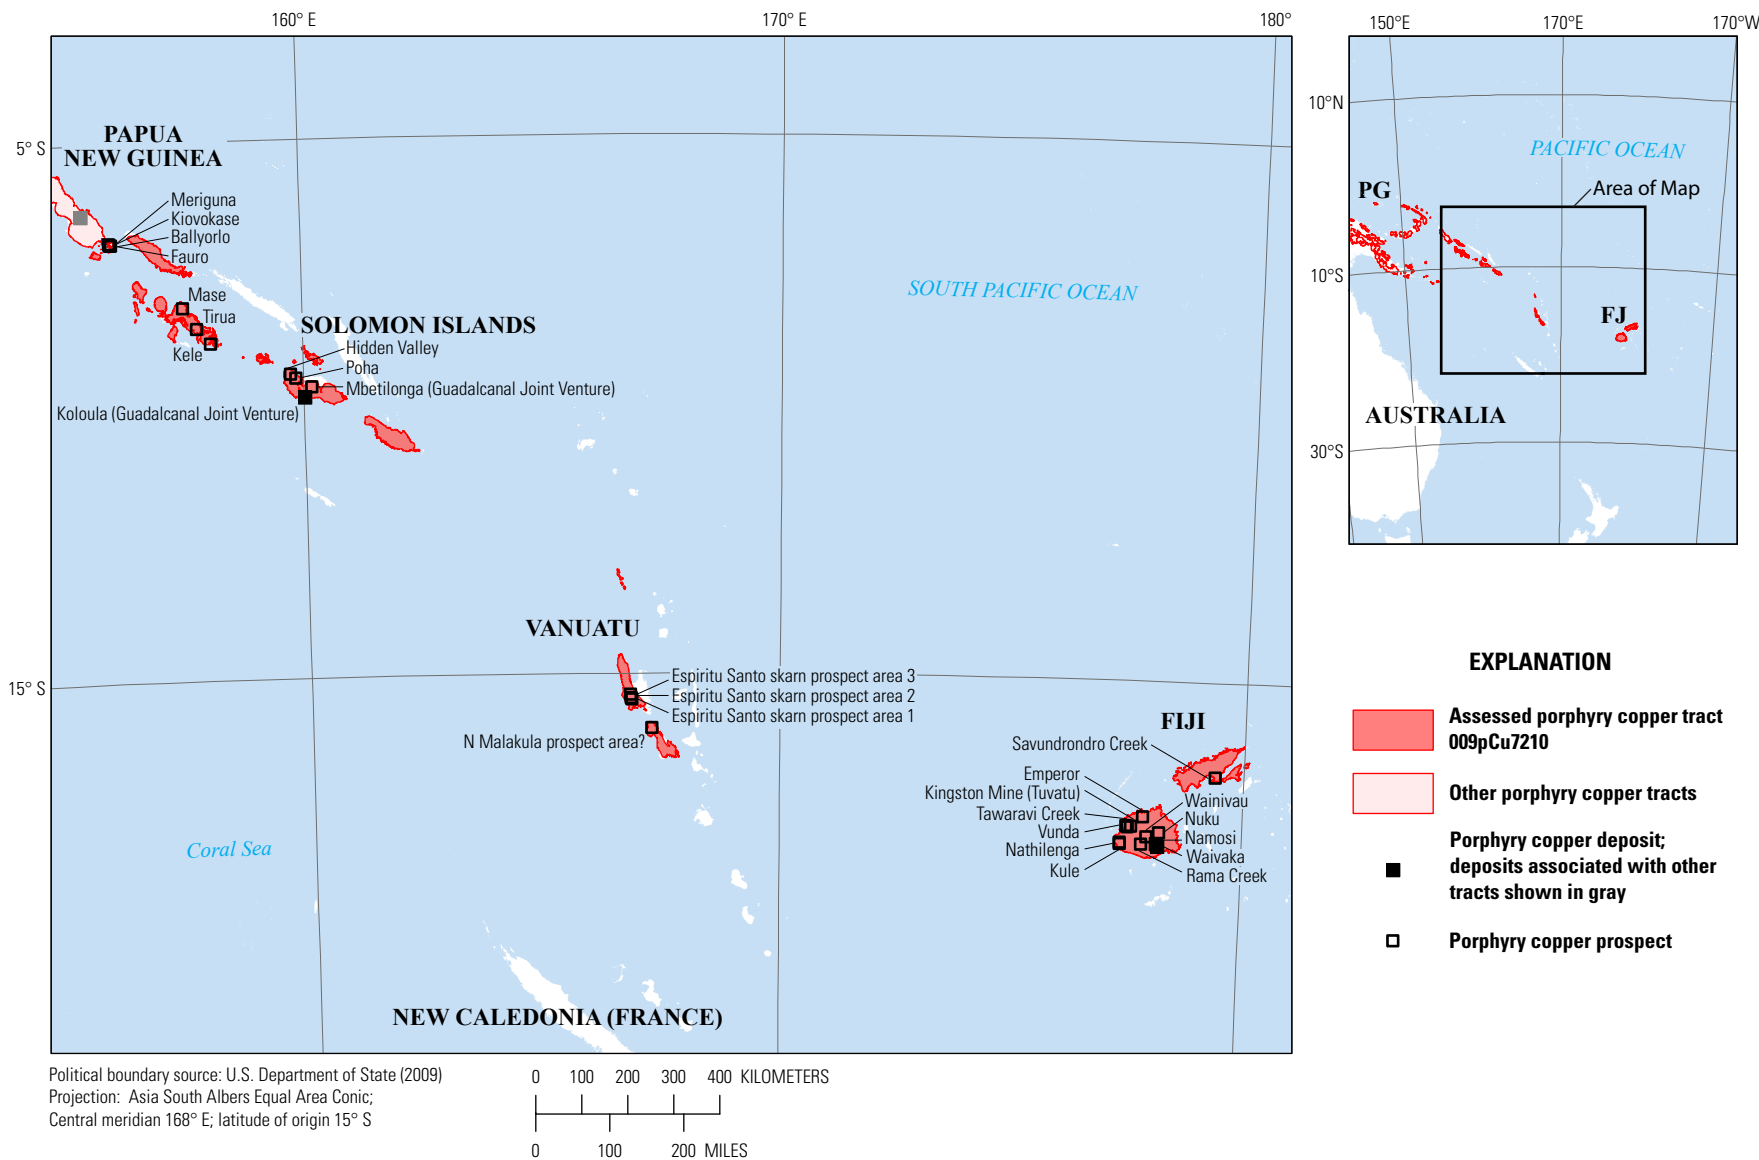 160° E
170° E
180°
5° S
15° S
PAPUA
NEW GUINEA
Meriguna
Kiovokase
Ballyorlo
Fauro
Mase
Tirua
Kele
SOLOMON ISLANDS
Hidden Valley
Poha
Mbetilonga (Guadalcanal Joint Venture)
Koloula (Guadalcanal Joint Venture)
SOUTH PACIFIC OCEAN
VANUATU
Espiritu Santo skarn prospect area 3
Espiritu Santo skarn prospect area 2
Espiritu Santo skarn prospect area 1
N Malakula prospect area?
FIJI
Savundrondro Creek
Emperor
Kingston Mine (Tuvatu)
Tawaravi Creek
Vunda
Nathilenga
Kule
Wainivau
Nuku
Namosi
Waivaka
Rama Creek
Coral Sea
NEW CALEDONIA (FRANCE)
Political boundary source: U.S. Department of State (2009)
Projection: Asia South Albers Equal Area Conic;
Central meridian 168° E; latitude of origin 15° S
0 100 200 300 400 KILOMETERS
0 100 200 MILES
150°E
170°E
170°W
10°N
10°S
30°S
PACIFIC OCEAN
Area of Map
PG
FJ
AUSTRALIA
EXPLANATION
Assessed porphyry copper tract
009pCu7210
Other porphyry copper tracts
Porphyry copper deposit;
deposits associated with other
tracts shown in gray
Porphyry copper prospect